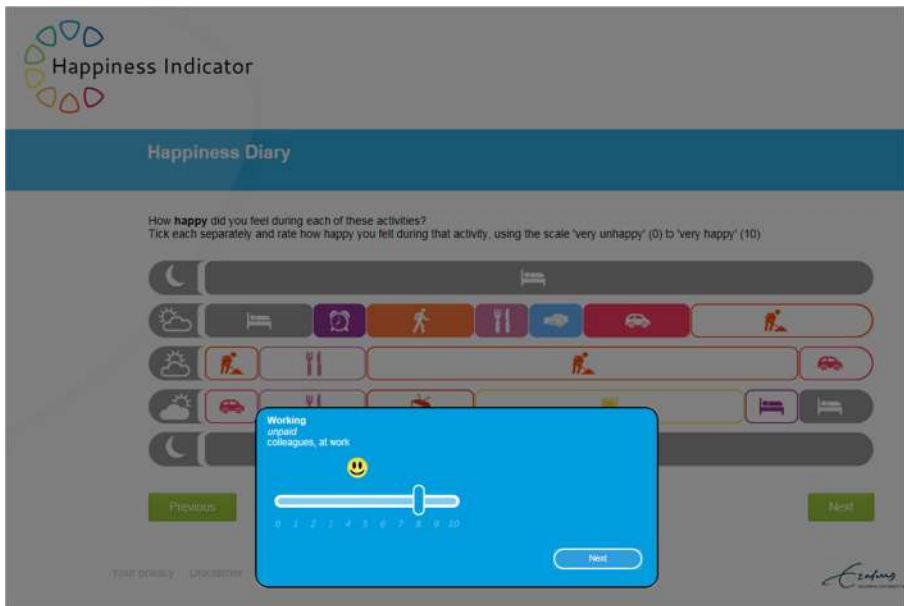 Happiness Indicator
Happiness Diary
How happy did you feel during each of these activities?
Tick each separately and rate how happy you felt during that activity, using the scale 'very unhappy' (0) to 'very happy' (10)
Working
unpaid
colleagues, at work
0 1 2 3 4 5 6 7 8 9 10
Next
Previous
Next
Your privacy Disclaimer
Erasmus